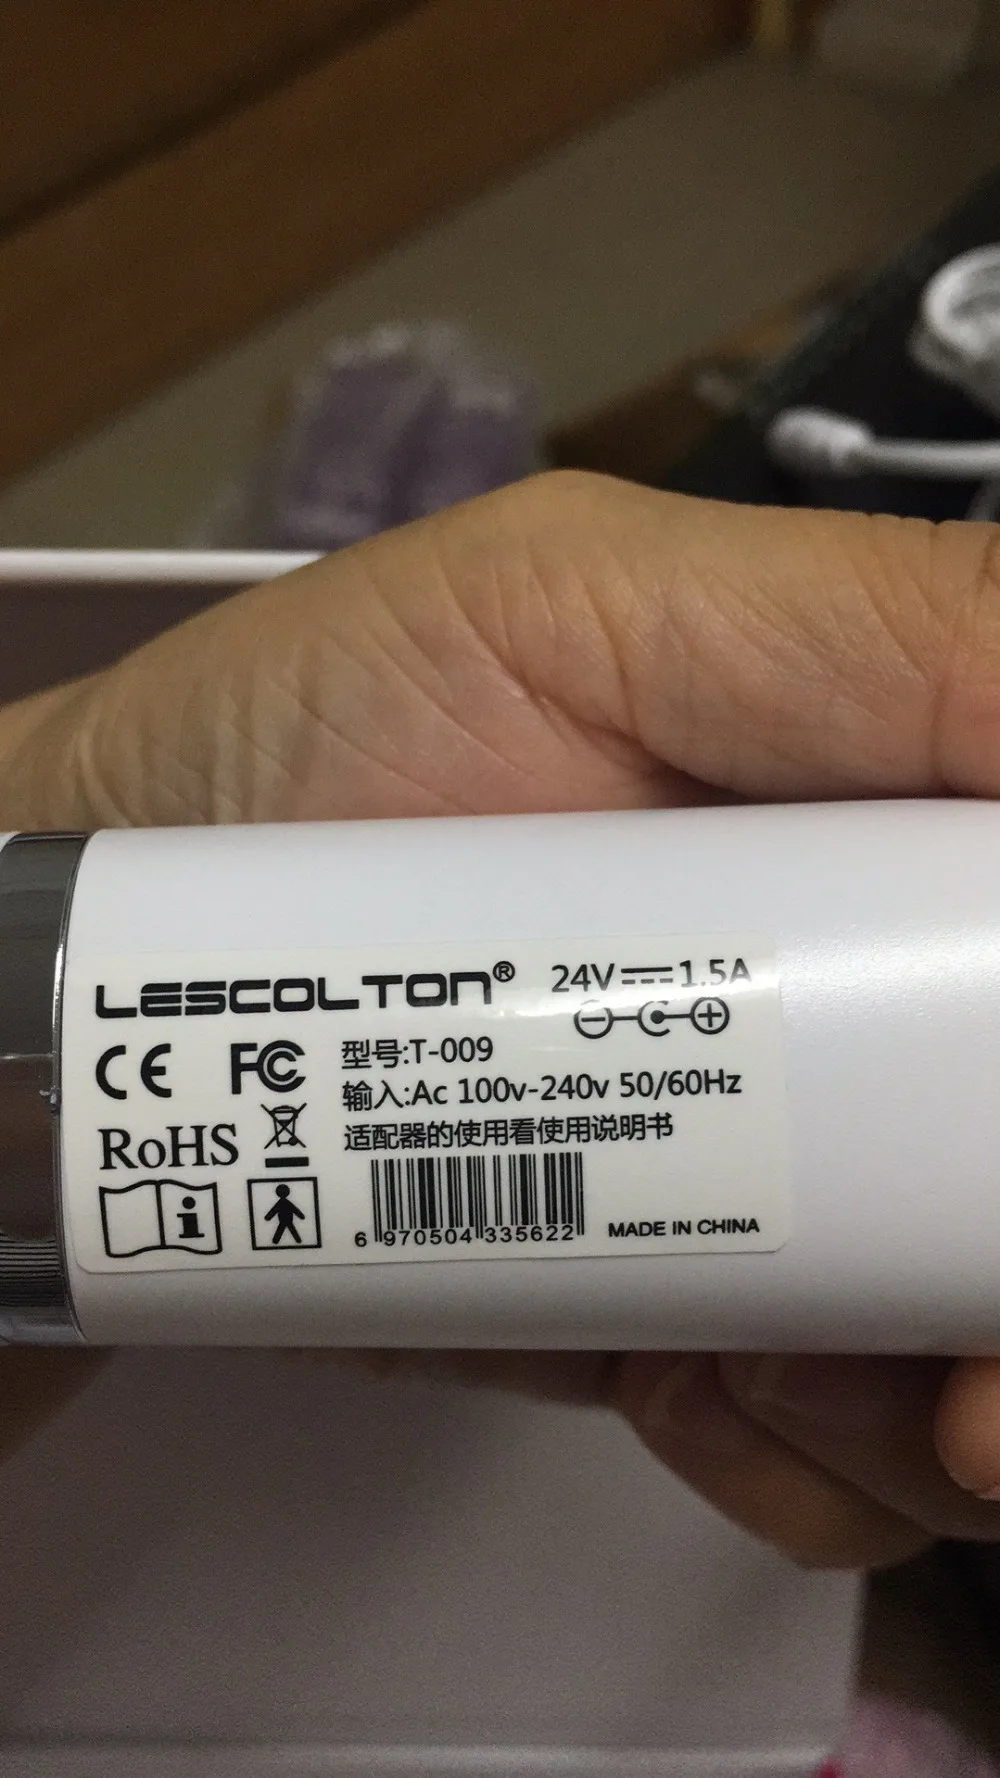 LESCOLTON® 24V⎓1.5A
CE FC 型号:T-009
输入:Ac 100v-240v 50/60Hz
RoHS 适配器的使用看使用说明书
6 970504 335622 MADE IN CHINA